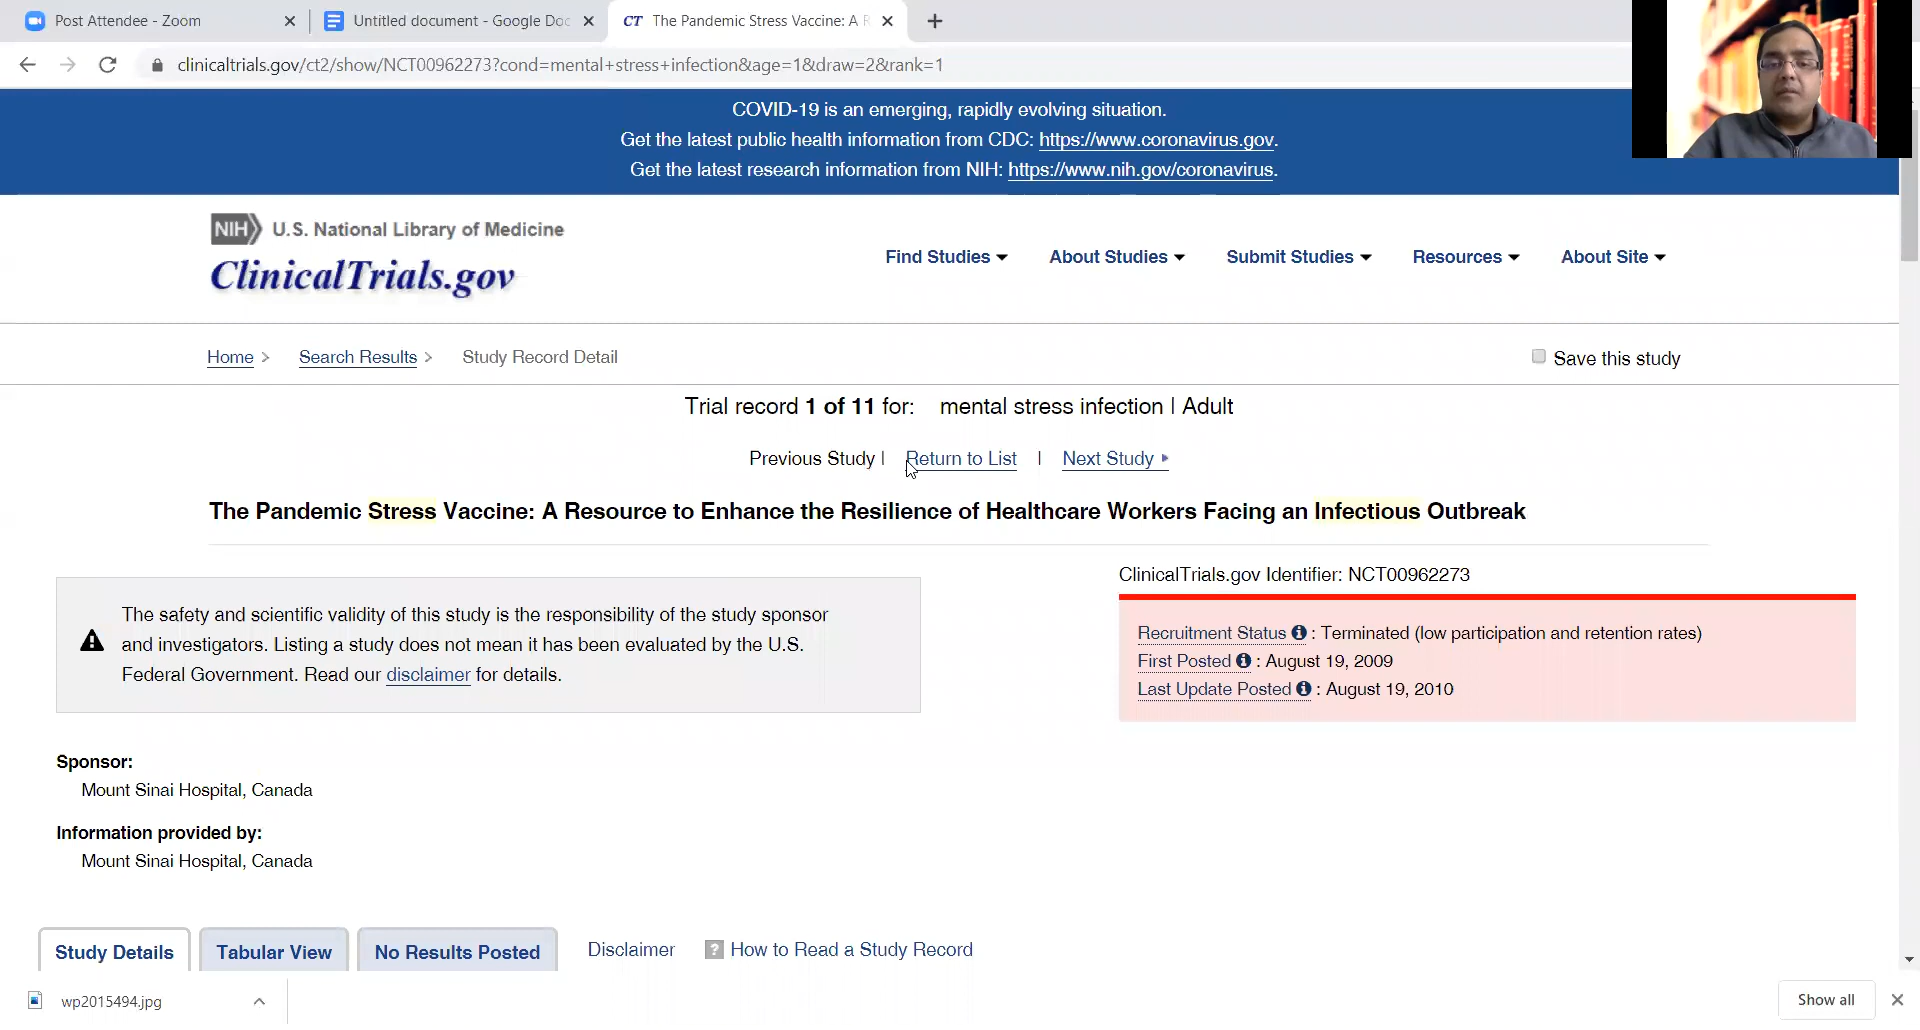 Post Attendee - Zoom
Untitled document - Google Doc
CT The Pandemic Stress Vaccine: A R
clinicaltrials.gov/ct2/show/NCT00962273?cond=mental+stress+infection&age=1&draw=2&rank=1
COVID-19 is an emerging, rapidly evolving situation.
Get the latest public health information from CDC: https://www.coronavirus.gov.
Get the latest research information from NIH: https://www.nih.gov/coronavirus.
NIH U.S. National Library of Medicine
ClinicalTrials.gov
Find Studies About Studies Submit Studies Resources About Site
Home > Search Results > Study Record Detail
Save this study
Trial record 1 of 11 for: mental stress infection | Adult
Previous Study | Return to List | Next Study
The Pandemic Stress Vaccine: A Resource to Enhance the Resilience of Healthcare Workers Facing an Infectious Outbreak
The safety and scientific validity of this study is the responsibility of the study sponsor
and investigators. Listing a study does not mean it has been evaluated by the U.S.
Federal Government. Read our disclaimer for details.
ClinicalTrials.gov Identifier: NCT00962273
Recruitment Status : Terminated (low participation and retention rates)
First Posted : August 19, 2009
Last Update Posted : August 19, 2010
Sponsor:
Mount Sinai Hospital, Canada
Information provided by:
Mount Sinai Hospital, Canada
Study Details
Tabular View
No Results Posted
Disclaimer
? How to Read a Study Record
wp2015494.jpg
Show all